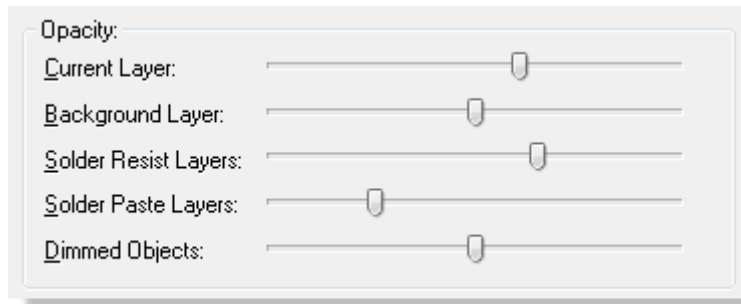 Opacity:
Current Layer:
Background Layer:
Solder Resist Layers:
Solder Paste Layers:
Dimmed Objects: